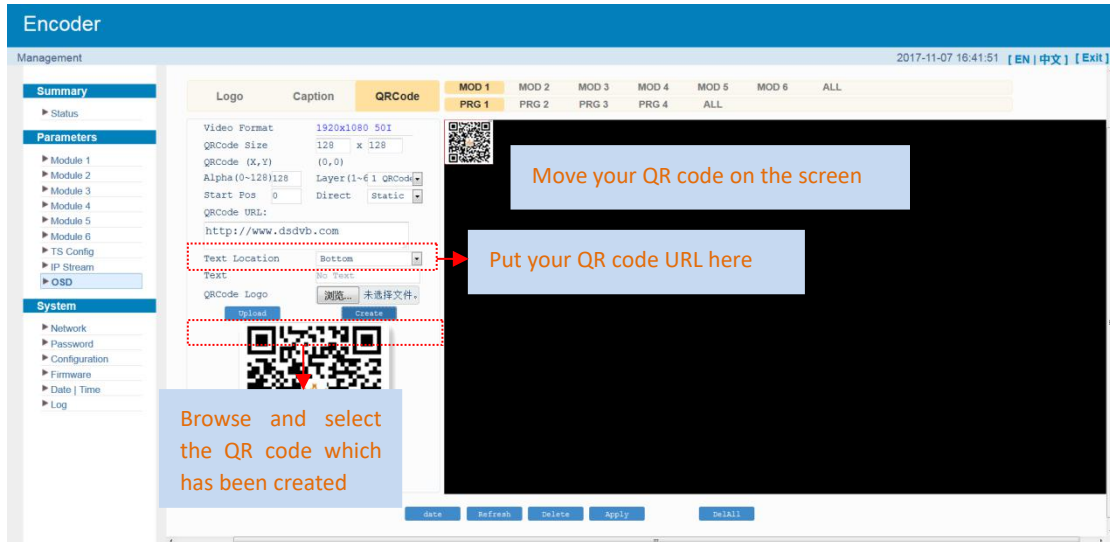 Encoder
Management
2017-11-07 16:41:51 [ EN | 中文 ] [ Exit ]
Summary
Status
Parameters
Module 1
Module 2
Module 3
Module 4
Module 5
Module 6
TS Config
IP Stream
OSD
System
Network
Password
Configuration
Firmware
Date | Time
Log
Logo Caption QRCode
MOD 1 MOD 2 MOD 3 MOD 4 MOD 5 MOD 6 ALL
PRG 1 PRG 2 PRG 3 PRG 4 ALL
Video Format 1920x1080 50I
QRCode Size 128 x 128
QRCode (X,Y) (0,0)
Alpha(0~128) 128 Layer(1~6 1 QRCode
Start Pos 0 Direct Static
QRCode URL:
http://www.dsdvb.com
Text Location Bottom
Text No Text
QRCode Logo 浏览... 未选择文件。
Upload Create
Move your QR code on the screen
Put your QR code URL here
Browse and select
the QR code which
has been created
date Refresh Delete Apply DelAll